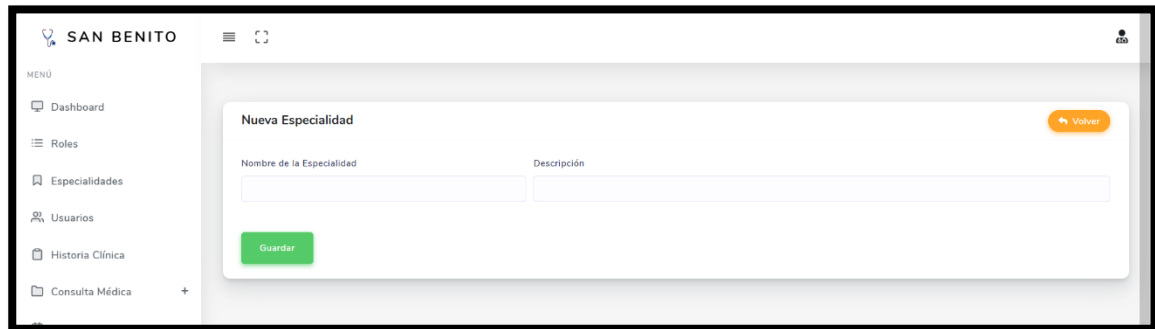 SAN BENITO
MENÚ
Dashboard
Roles
Especialidades
Usuarios
Historia Clínica
Consulta Médica +
Nueva Especialidad
Volver
Nombre de la Especialidad
Descripción
Guardar